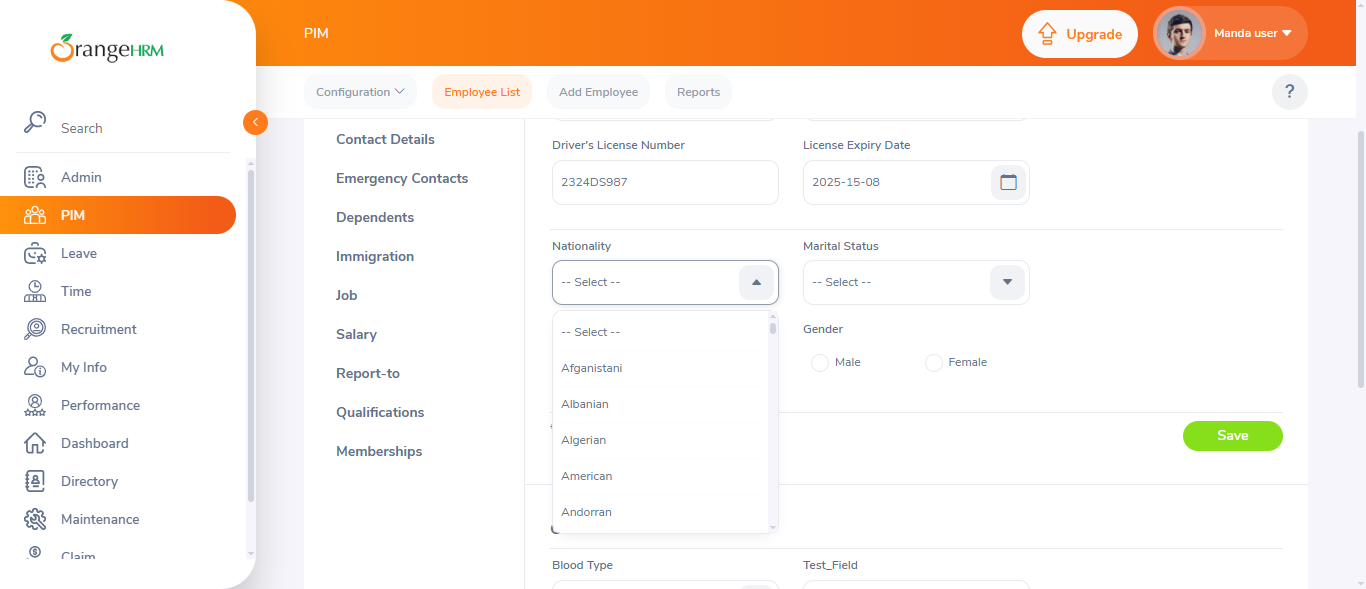 OrangeHRM
PIM
Upgrade
Manda user
Configuration
Employee List
Add Employee
Reports
?
Search
Admin
PIM
Leave
Time
Recruitment
My Info
Performance
Dashboard
Directory
Maintenance
Claim
Contact Details
Emergency Contacts
Dependents
Immigration
Job
Salary
Report-to
Qualifications
Memberships
Driver's License Number
License Expiry Date
2324DS987
2025-15-08
Nationality
Marital Status
-- Select --
-- Select --
-- Select --
Afganistani
Albanian
Algerian
American
Andorran
Gender
Male
Female
Save
Blood Type
Test_Field